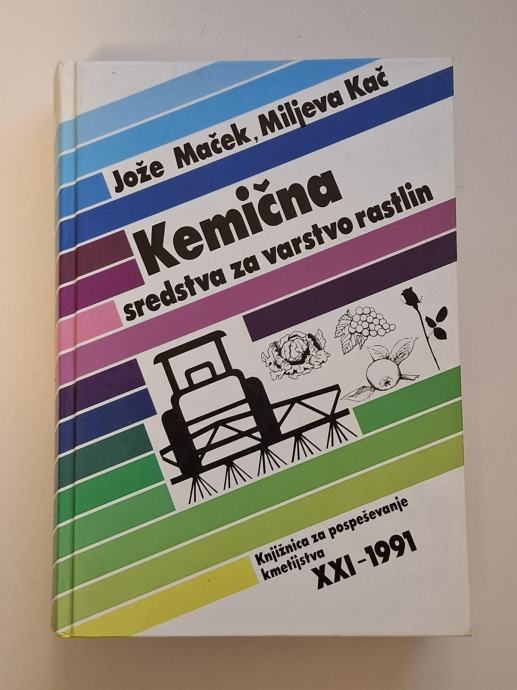 Jože Maček, Miljeva Kač
Kemična
sredstva za varstvo rastlin
Knjižnica za pospeševanje
kmetijstva
XXI-1991